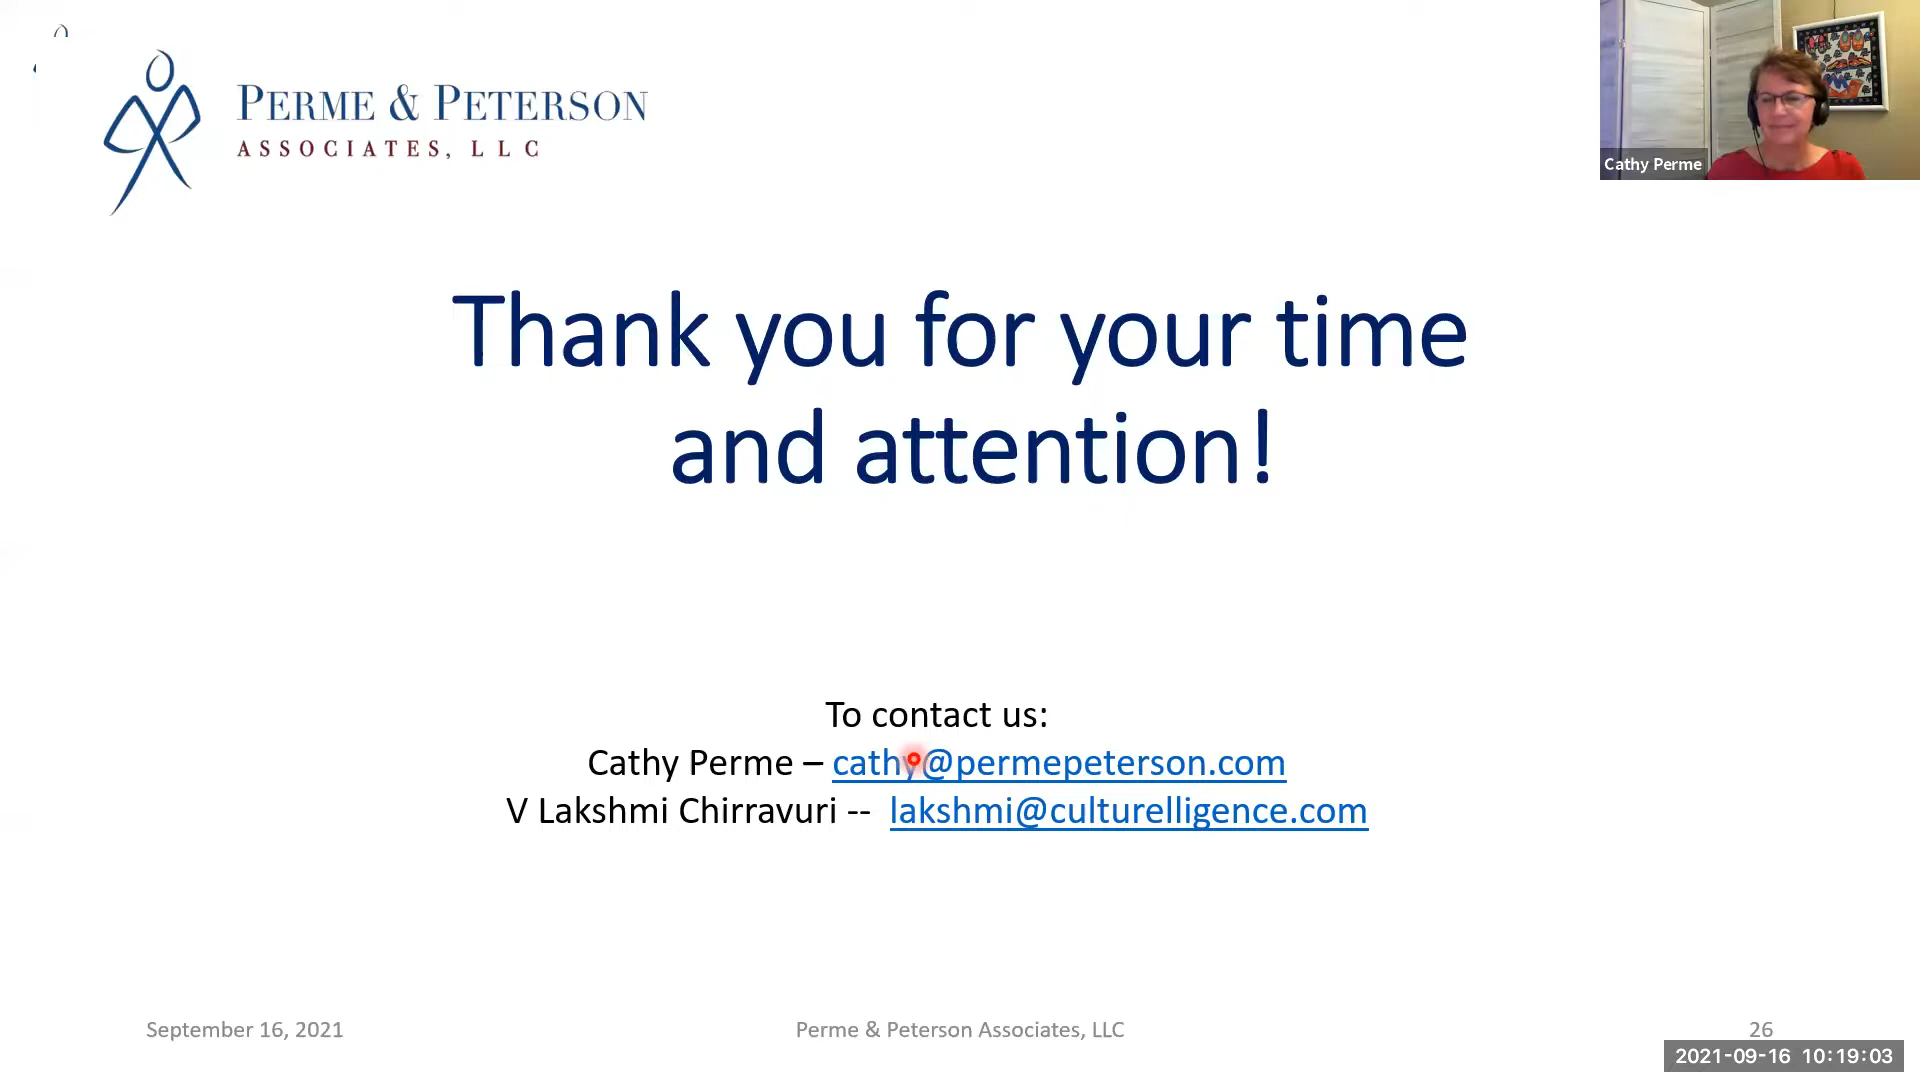 PERME & PETERSON
ASSOCIATES, LLC
Cathy Perme
Thank you for your time
and attention!
To contact us:
Cathy Perme – cathy@permepeterson.com
V Lakshmi Chirravuri -- lakshmi@culturelligence.com
September 16, 2021
Perme & Peterson Associates, LLC
26
2021-09-16 10:19:03